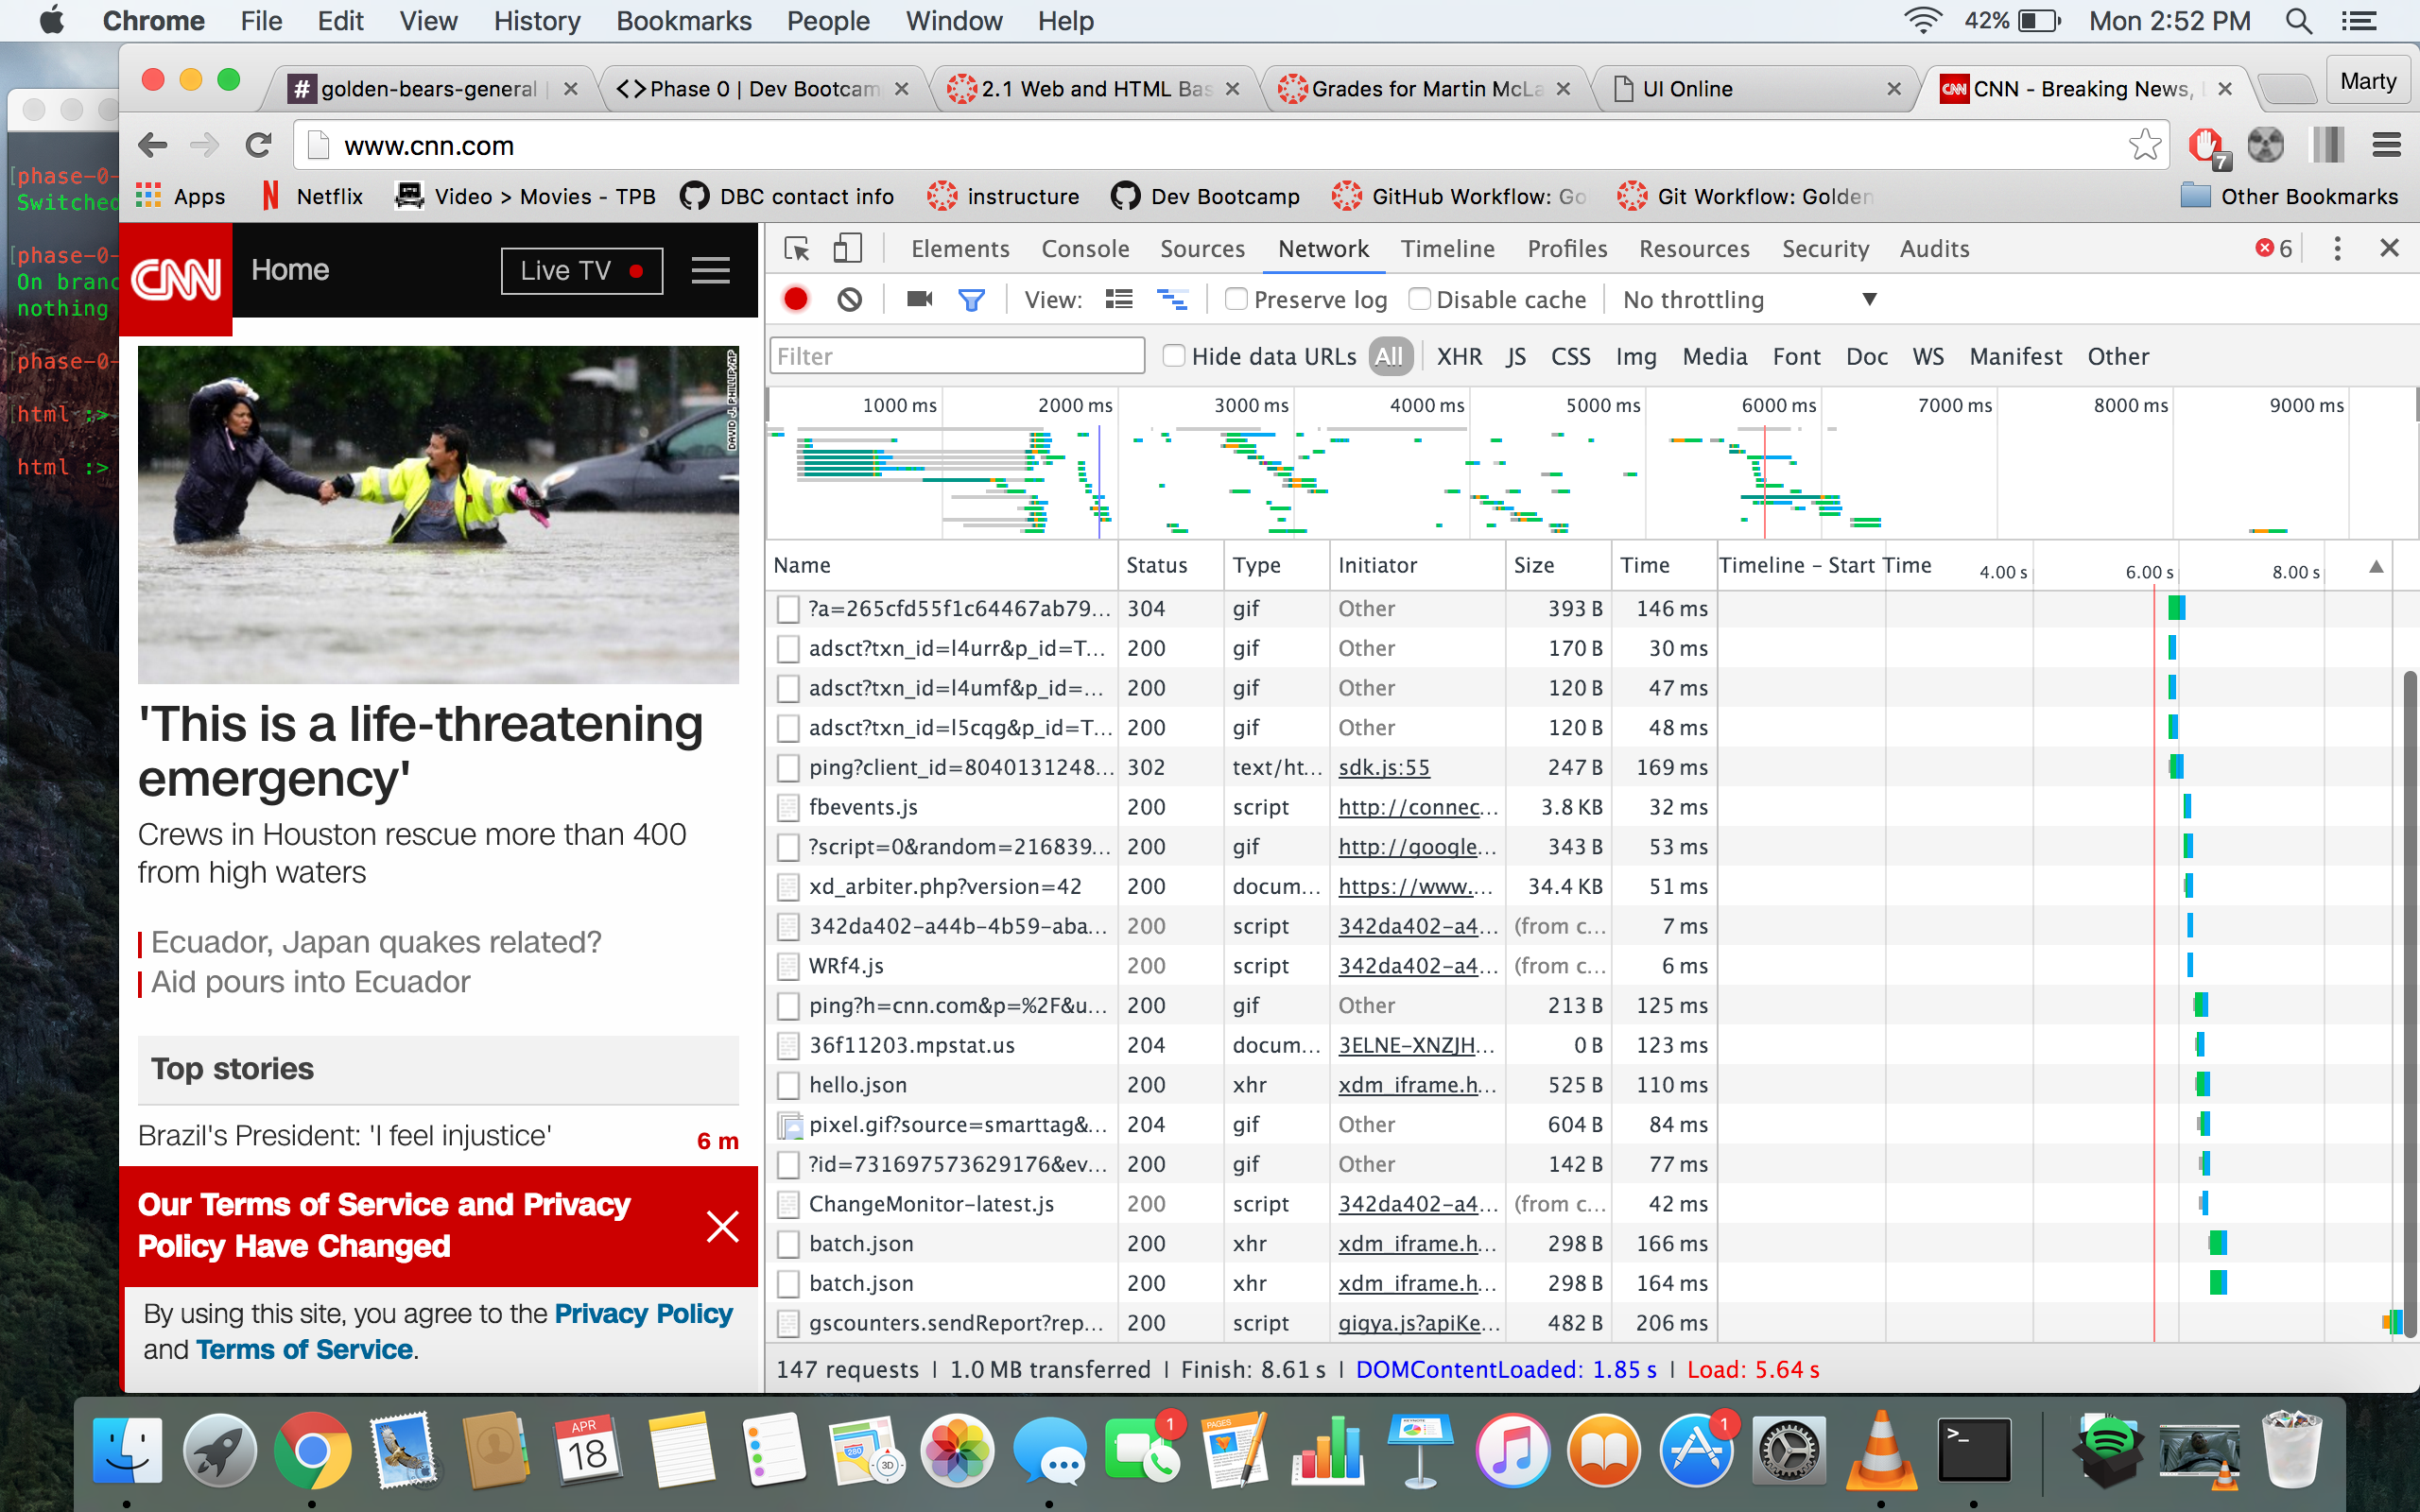 Chrome File Edit View History Bookmarks People Window Help 42% Mon 2:52 PM
# golden-bears-general
<> Phase 0 | Dev Bootcam
2.1 Web and HTML Bas
Grades for Martin McLa
UI Online
CNN - Breaking News,
Marty
www.cnn.com
7
Apps Netflix Video > Movies - TPB DBC contact info instructure Dev Bootcamp GitHub Workflow: Go Git Workflow: Golden Other Bookmarks
[phase-0-
Switched
[phase-0-
On branc
nothing
[phase-0-
html :>
html :>
CNN Home Live TV
DAVID J. PHILLIP/AP
'This is a life-threatening
emergency'
Crews in Houston rescue more than 400
from high waters
Ecuador, Japan quakes related?
Aid pours into Ecuador
Top stories
Brazil's President: 'I feel injustice' 6 m
Our Terms of Service and Privacy
Policy Have Changed
By using this site, you agree to the Privacy Policy
and Terms of Service.
Elements Console Sources Network Timeline Profiles Resources Security Audits 6
View: Preserve log Disable cache No throttling
Filter Hide data URLs All XHR JS CSS Img Media Font Doc WS Manifest Other
1000 ms 2000 ms 3000 ms 4000 ms 5000 ms 6000 ms 7000 ms 8000 ms 9000 ms
Name Status Type Initiator Size Time Timeline – Start Time 4.00 s 6.00 s 8.00 s
?a=265cfd55f1c64467ab79... 304 gif Other 393 B 146 ms
adsct?txn_id=l4urr&p_id=T... 200 gif Other 170 B 30 ms
adsct?txn_id=l4umf&p_id=... 200 gif Other 120 B 47 ms
adsct?txn_id=l5cqg&p_id=T... 200 gif Other 120 B 48 ms
ping?client_id=8040131248... 302 text/ht... sdk.js:55 247 B 169 ms
fbevents.js 200 script http://connec... 3.8 KB 32 ms
?script=0&random=216839... 200 gif http://google... 343 B 53 ms
xd_arbiter.php?version=42 200 docum... https://www.... 34.4 KB 51 ms
342da402-a44b-4b59-aba... 200 script 342da402-a4... (from c... 7 ms
WRf4.js 200 script 342da402-a4... (from c... 6 ms
ping?h=cnn.com&p=%2F&u... 200 gif Other 213 B 125 ms
36f11203.mpstat.us 204 docum... 3ELNE-XNZJH... 0 B 123 ms
hello.json 200 xhr xdm_iframe.h... 525 B 110 ms
pixel.gif?source=smarttag&... 204 gif Other 604 B 84 ms
?id=731697573629176&ev... 200 gif Other 142 B 77 ms
ChangeMonitor-latest.js 200 script 342da402-a4... (from c... 42 ms
batch.json 200 xhr xdm_iframe.h... 298 B 166 ms
batch.json 200 xhr xdm_iframe.h... 298 B 164 ms
gscounters.sendReport?rep... 200 script gigya.js?apiKe... 482 B 206 ms
147 requests | 1.0 MB transferred | Finish: 8.61 s | DOMContentLoaded: 1.85 s | Load: 5.64 s
APR
18
280
3D
1
PAGES
KEYNOTE
1
>_